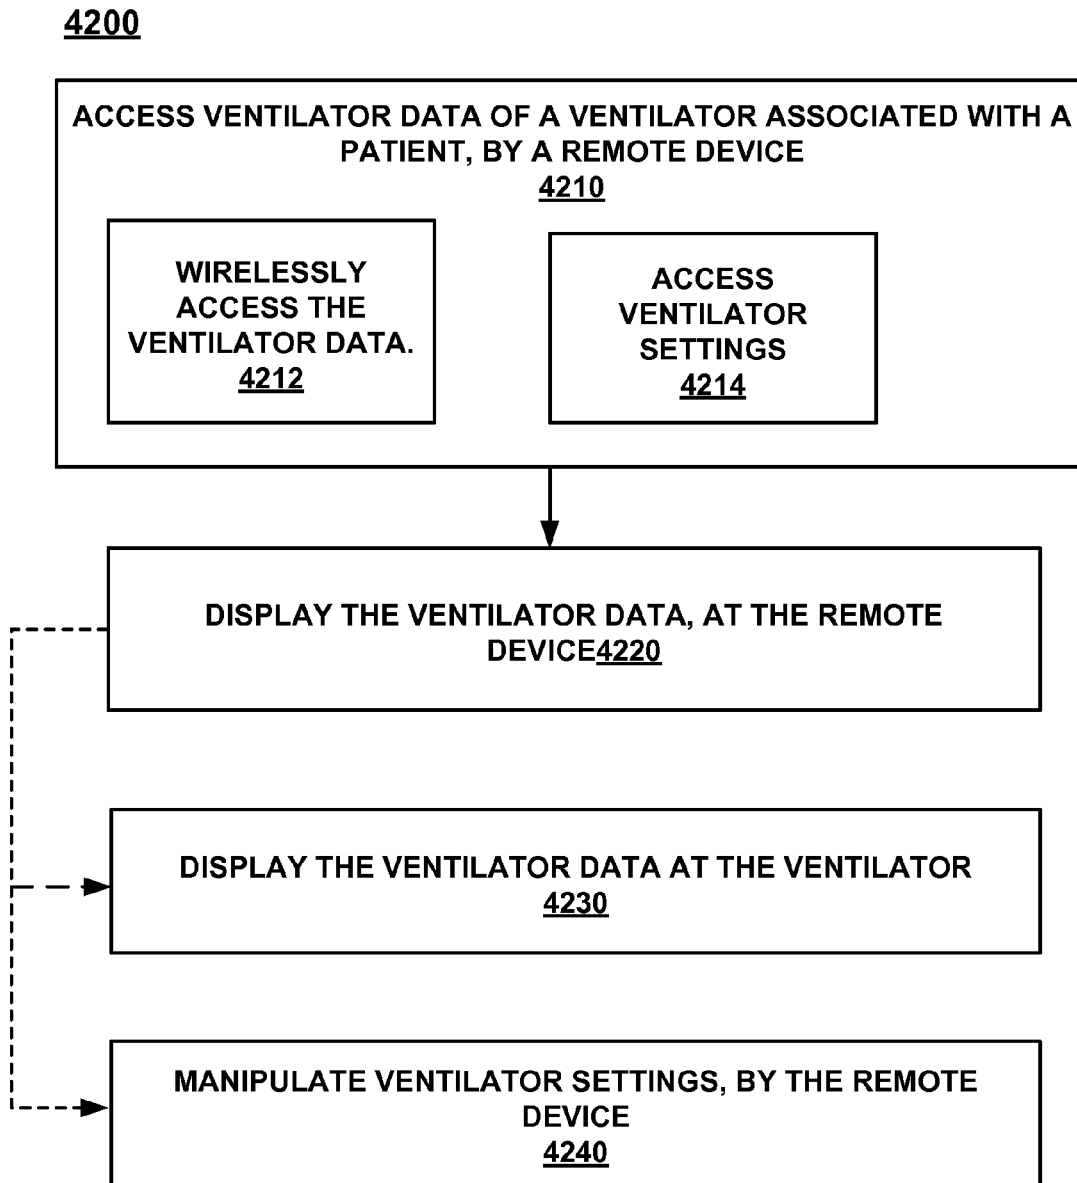 4200
ACCESS VENTILATOR DATA OF A VENTILATOR ASSOCIATED WITH A
PATIENT, BY A REMOTE DEVICE
4210
WIRELESSLY
ACCESS THE
VENTILATOR DATA.
4212
ACCESS
VENTILATOR
SETTINGS
4214
DISPLAY THE VENTILATOR DATA, AT THE REMOTE
DEVICE4220
DISPLAY THE VENTILATOR DATA AT THE VENTILATOR
4230
MANIPULATE VENTILATOR SETTINGS, BY THE REMOTE
DEVICE
4240